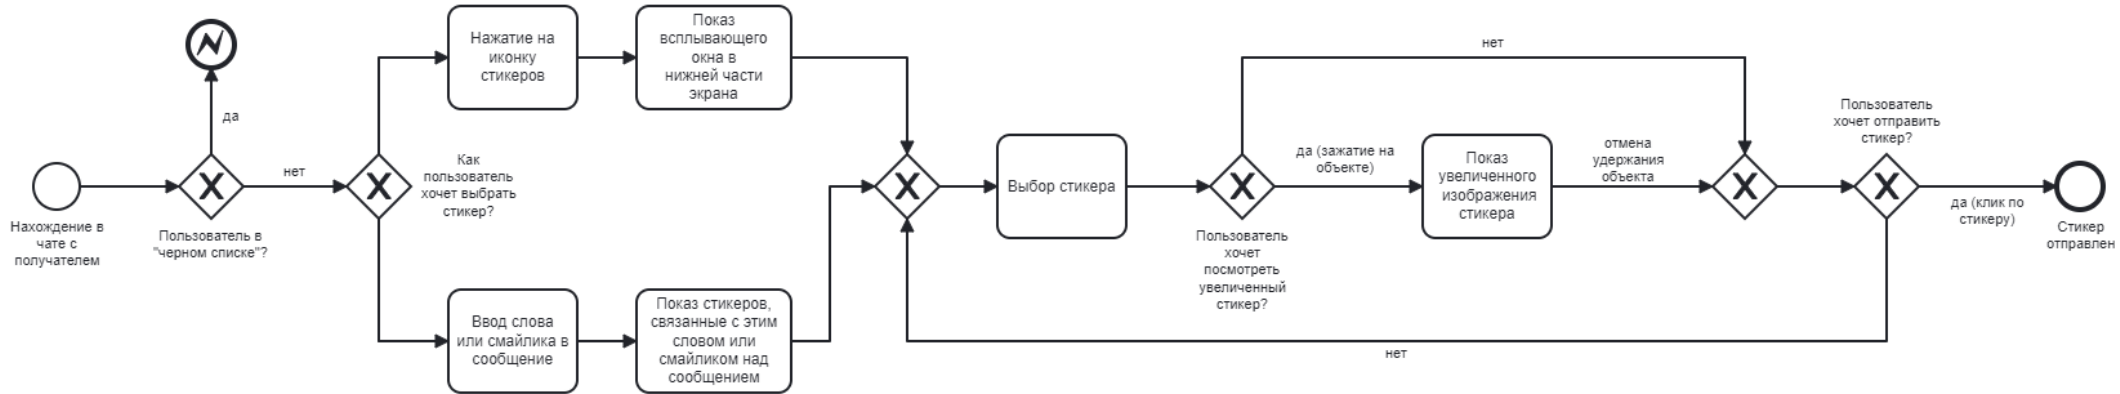 Нахождение в
чате с
получателем
да
Пользователь в
"черном списке"?
нет
Как
пользователь
хочет выбрать
стикер?
Нажатие на
иконку
стикеров
Показ
всплывающего
окна в
нижней части
экрана
Ввод слова
или смайлика в
сообщение
Показ стикеров,
связанные с этим
словом или
смайликом над
сообщением
Выбор стикера
Пользователь
хочет
посмотреть
увеличенный
стикер?
нет
да (зажатие на
объекте)
Показ
увеличенного
изображения
стикера
отмена
удержания
объекта
Пользователь
хочет отправить
стикер?
нет
да (клик по
стикеру)
Стикер
отправлен